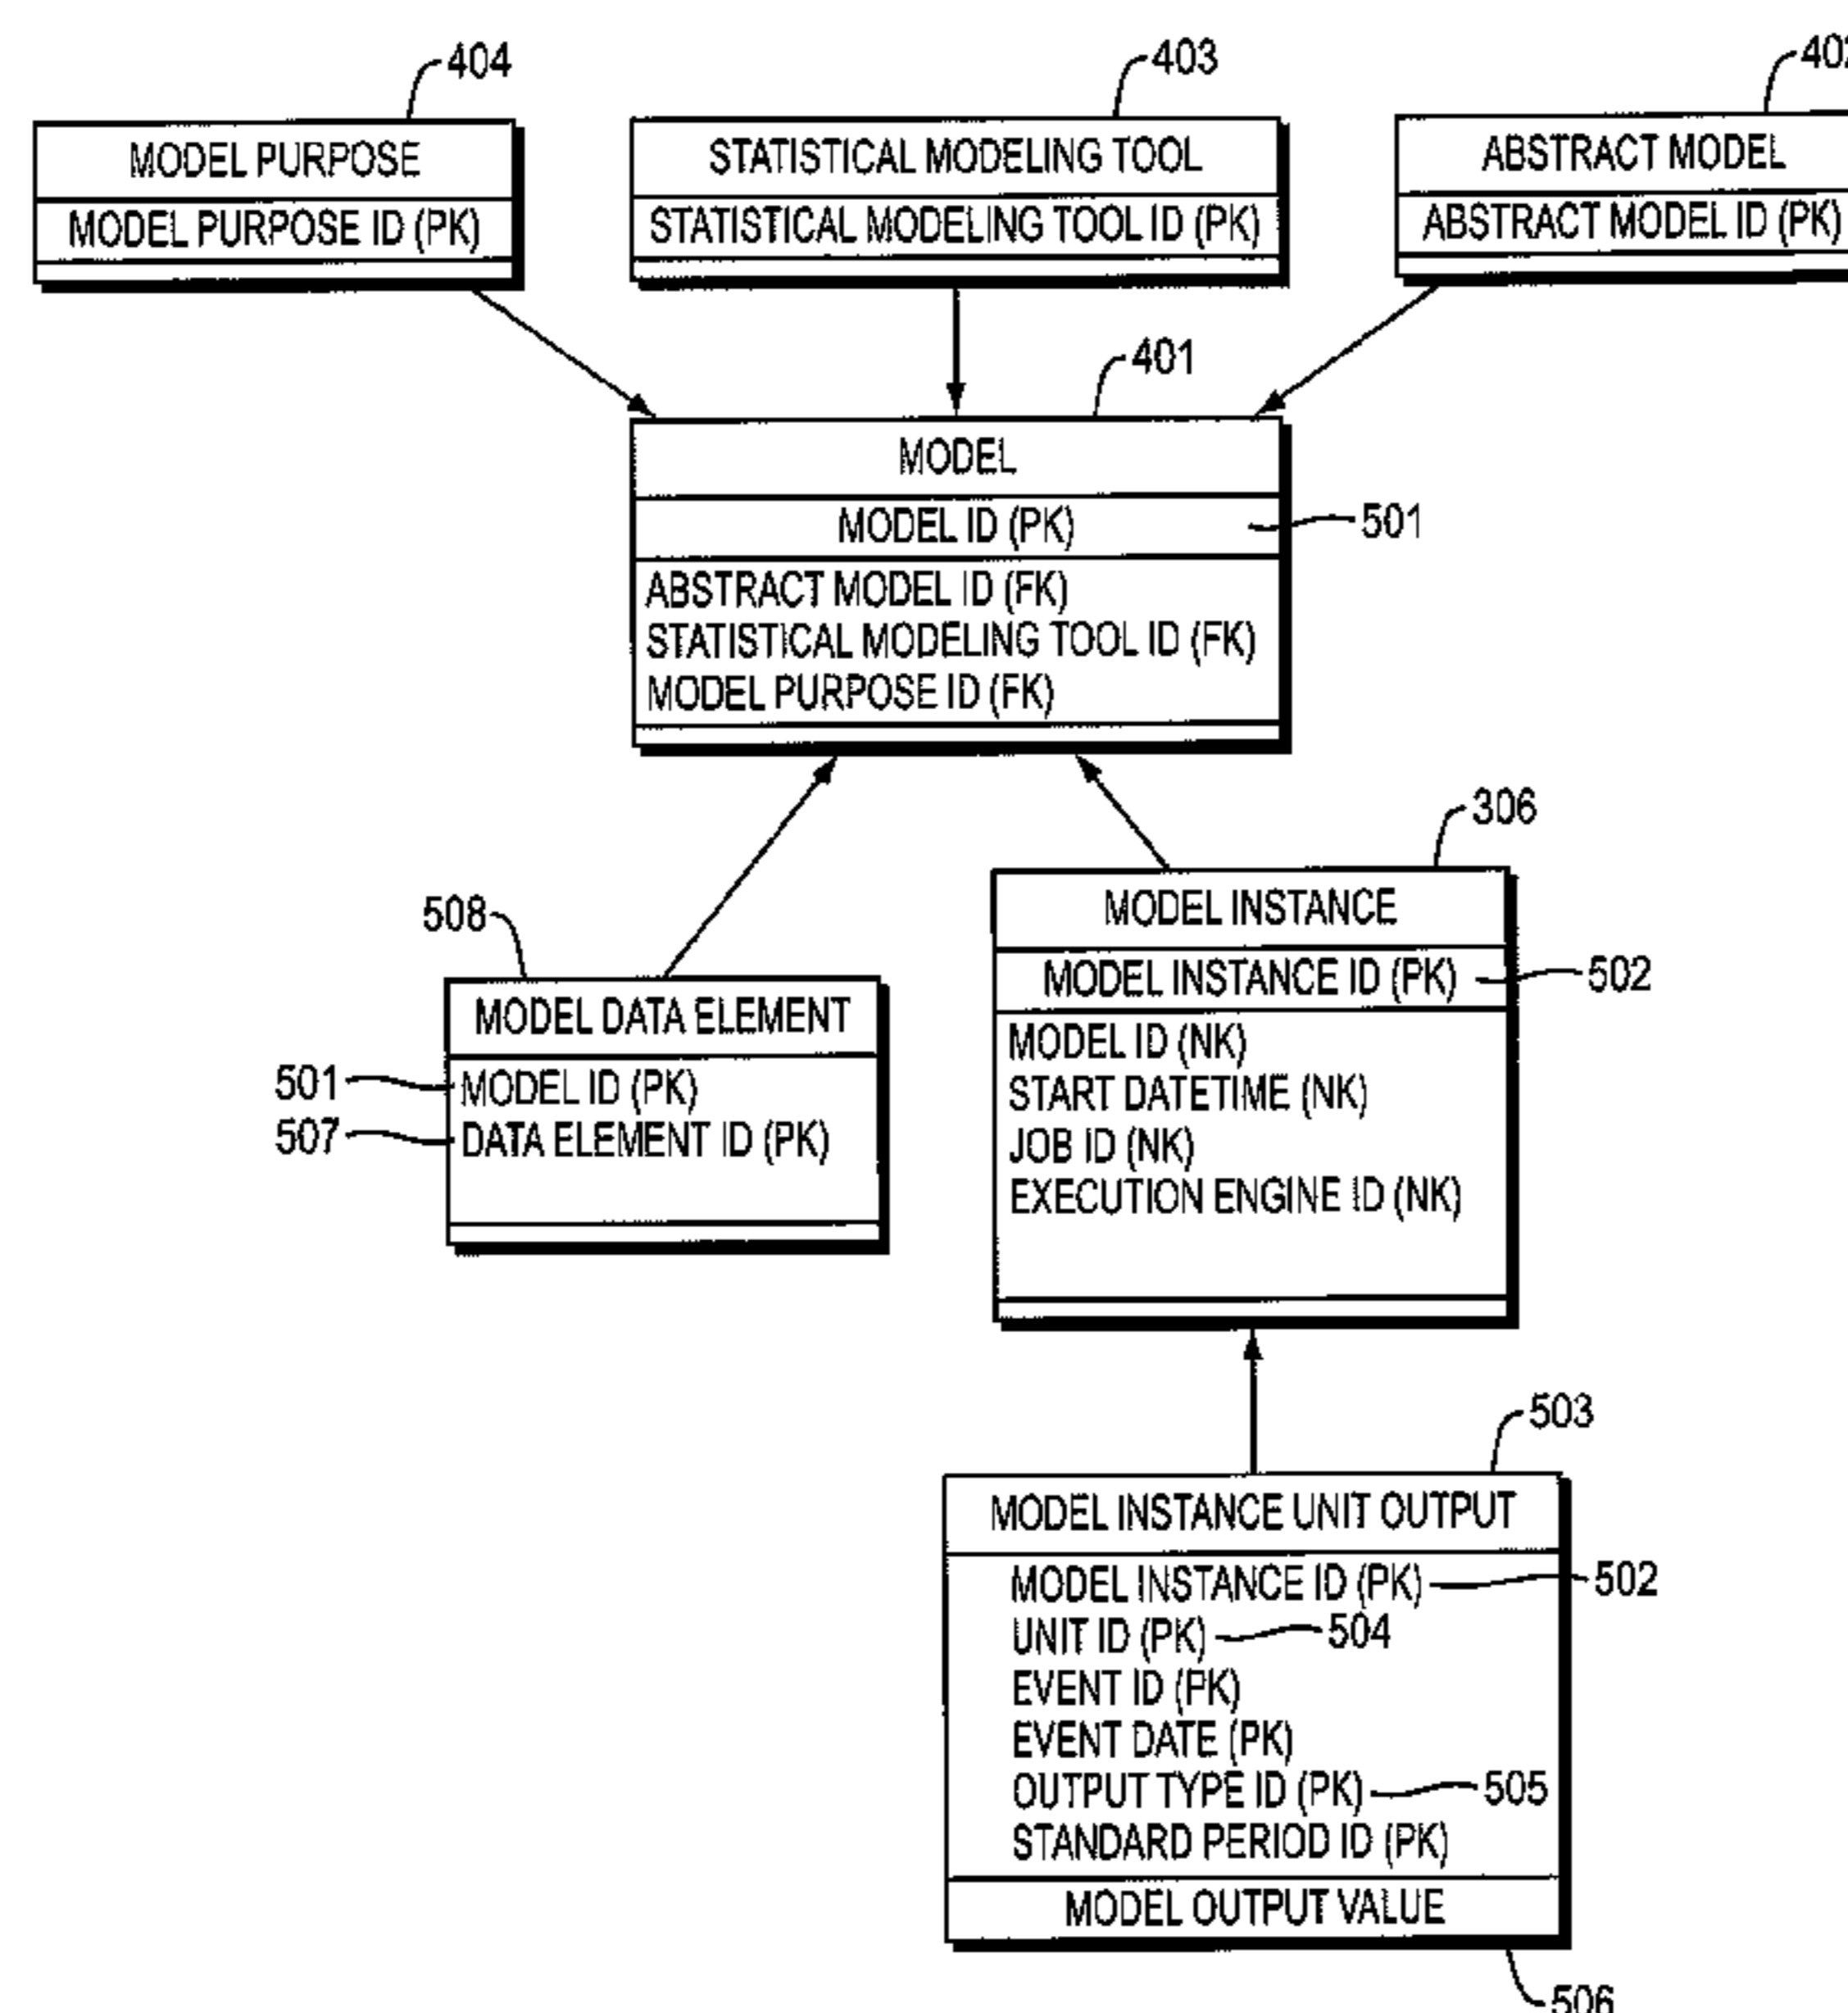 404
403
MODEL PURPOSE
MODEL PURPOSE ID (PK)
STATISTICAL MODELING TOOL
STATISTICAL MODELING TOOL ID (PK)
ABSTRACT MODEL
ABSTRACT MODEL ID (PK)
401
MODEL
MODEL ID (PK)
501
ABSTRACT MODEL ID (FK)
STATISTICAL MODELING TOOL ID (FK)
MODEL PURPOSE ID (FK)
508
MODEL DATA ELEMENT
501
MODEL ID (PK)
507
DATA ELEMENT ID (PK)
306
MODEL INSTANCE
MODEL INSTANCE ID (PK)
502
MODEL ID (NK)
START DATETIME (NK)
JOB ID (NK)
EXECUTION ENGINE ID (NK)
503
MODEL INSTANCE UNIT OUTPUT
MODEL INSTANCE ID (PK)
502
UNIT ID (PK)
504
EVENT ID (PK)
EVENT DATE (PK)
OUTPUT TYPE ID (PK)
505
STANDARD PERIOD ID (PK)
MODEL OUTPUT VALUE
506